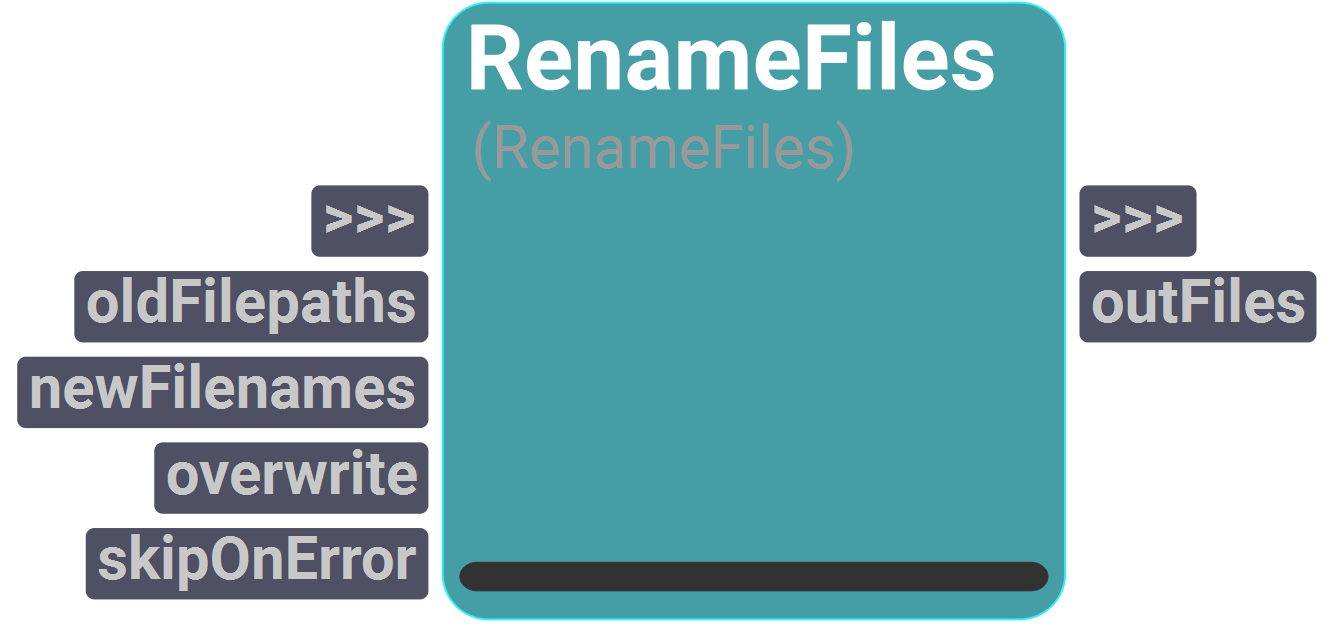 RenameFiles
(RenameFiles)
>>>
oldFilepaths
newFilenames
overwrite
skipOnError
>>>
outFiles